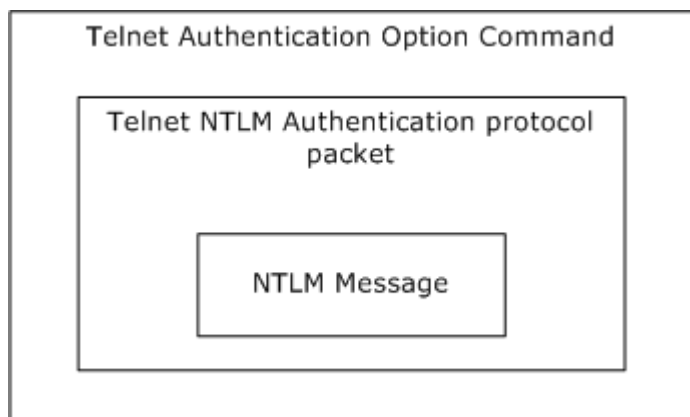 Telnet Authentication Option Command
Telnet NTLM Authentication protocol
packet
NTLM Message